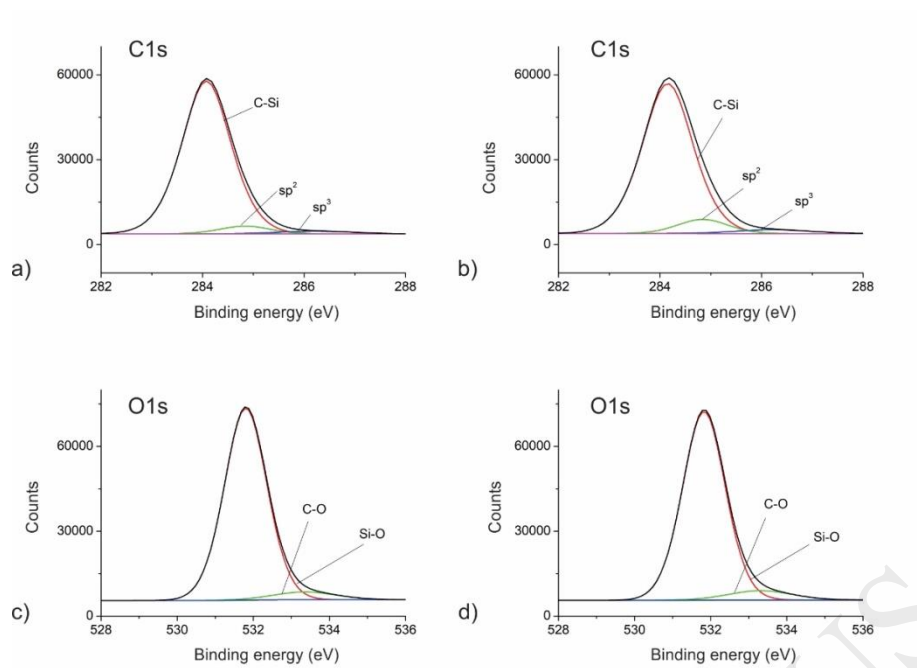 C1s
60000
30000
0
Counts
C-Si
sp²
sp³
282 284 286 288
Binding energy (eV)
a)
C1s
60000
30000
0
Counts
C-Si
sp²
sp³
282 284 286 288
Binding energy (eV)
b)
O1s
60000
30000
0
Counts
C-O
Si-O
528 530 532 534 536
Binding energy (eV)
c)
O1s
60000
30000
0
Counts
C-O
Si-O
528 530 532 534 536
Binding energy (eV)
d)